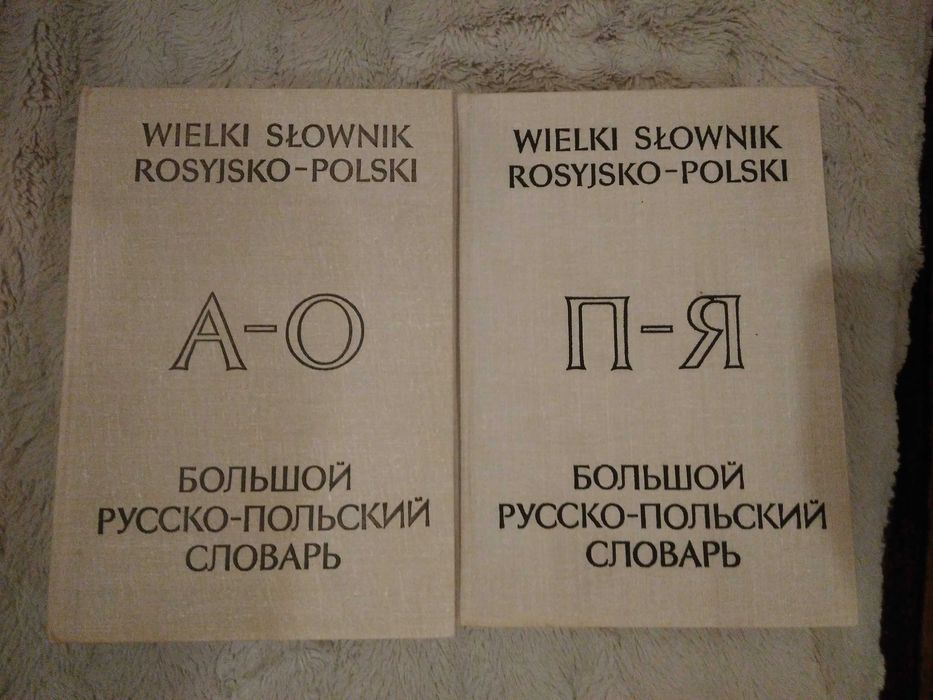 WIELKI SŁOWNIK
ROSYJSKO-POLSKI
А-О
БОЛЬШОЙ
РУССКО-ПОЛЬСКИЙ
СЛОВАРЬ
WIELKI SŁOWNIK
ROSYJSKO-POLSKI
П-Я
БОЛЬШОЙ
РУССКО-ПОЛЬСКИЙ
СЛОВАРЬ